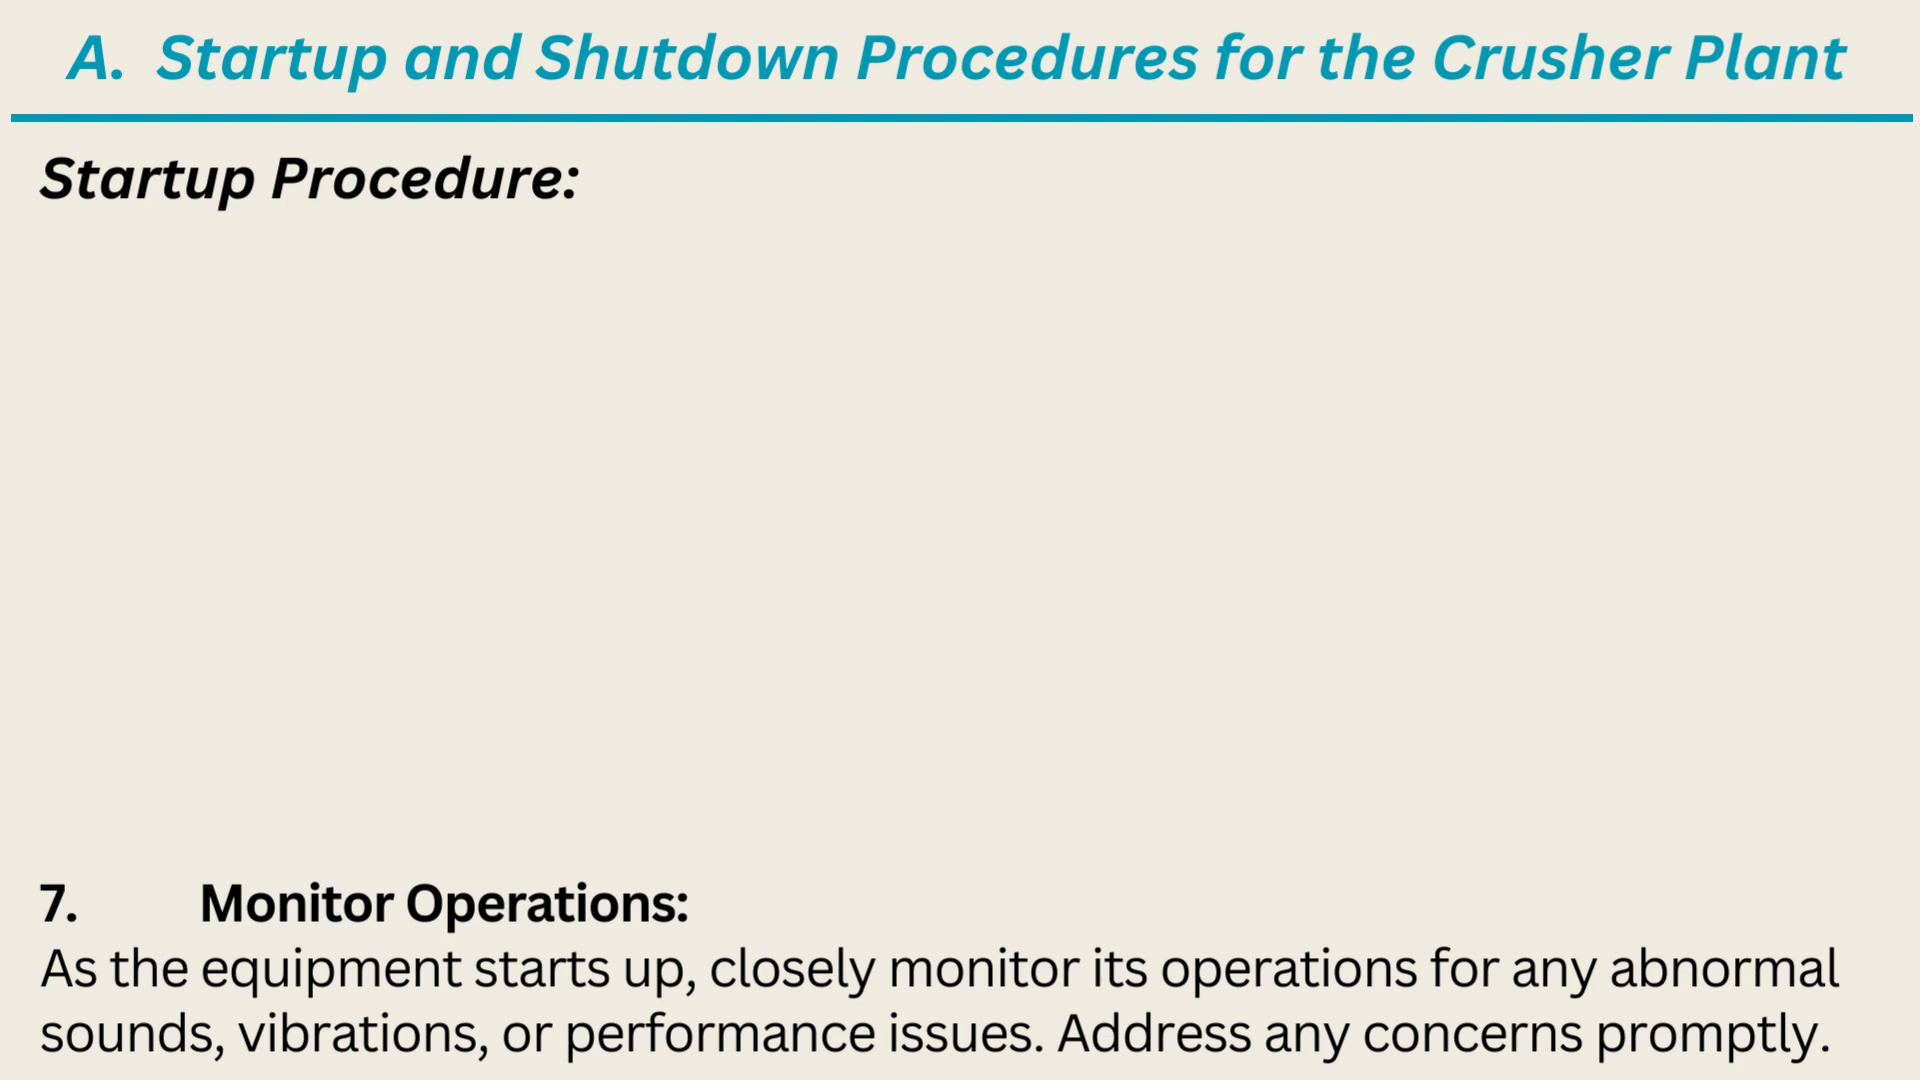 A. Startup and Shutdown Procedures for the Crusher Plant
Startup Procedure:
7. Monitor Operations:
As the equipment starts up, closely monitor its operations for any abnormal
sounds, vibrations, or performance issues. Address any concerns promptly.